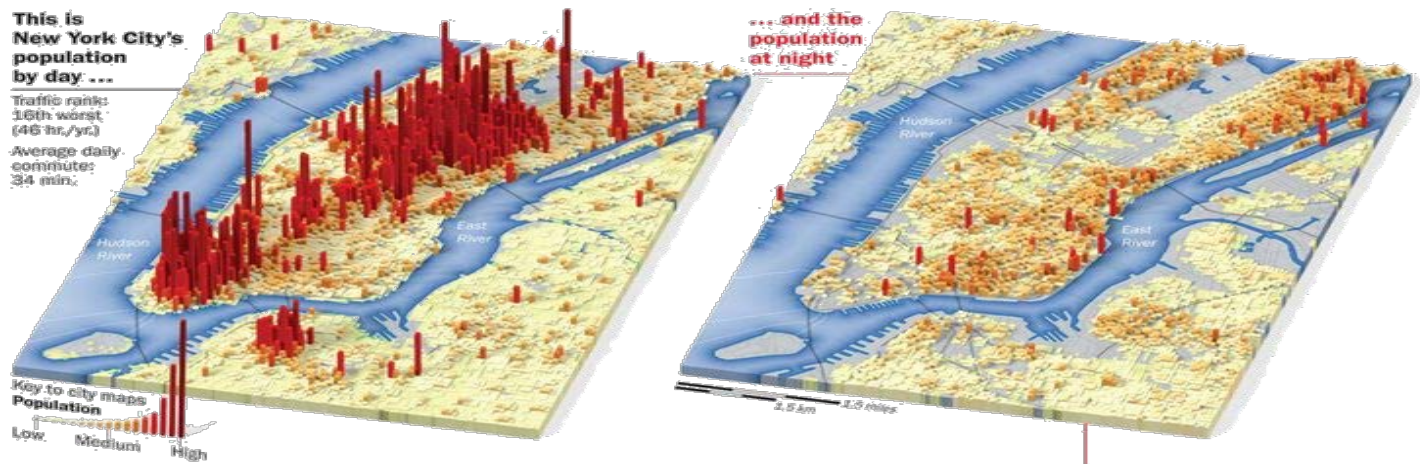 This is
New York City's
population
by day ...
Traffic rank:
16th worst
(46 hr./yr.)
Average daily
commute:
34 min.
Hudson
River
East
River
Key to city maps
Population
Low
Medium
High
... and the
population
at night
Hudson
River
East
River
1.5 km
1.5 miles